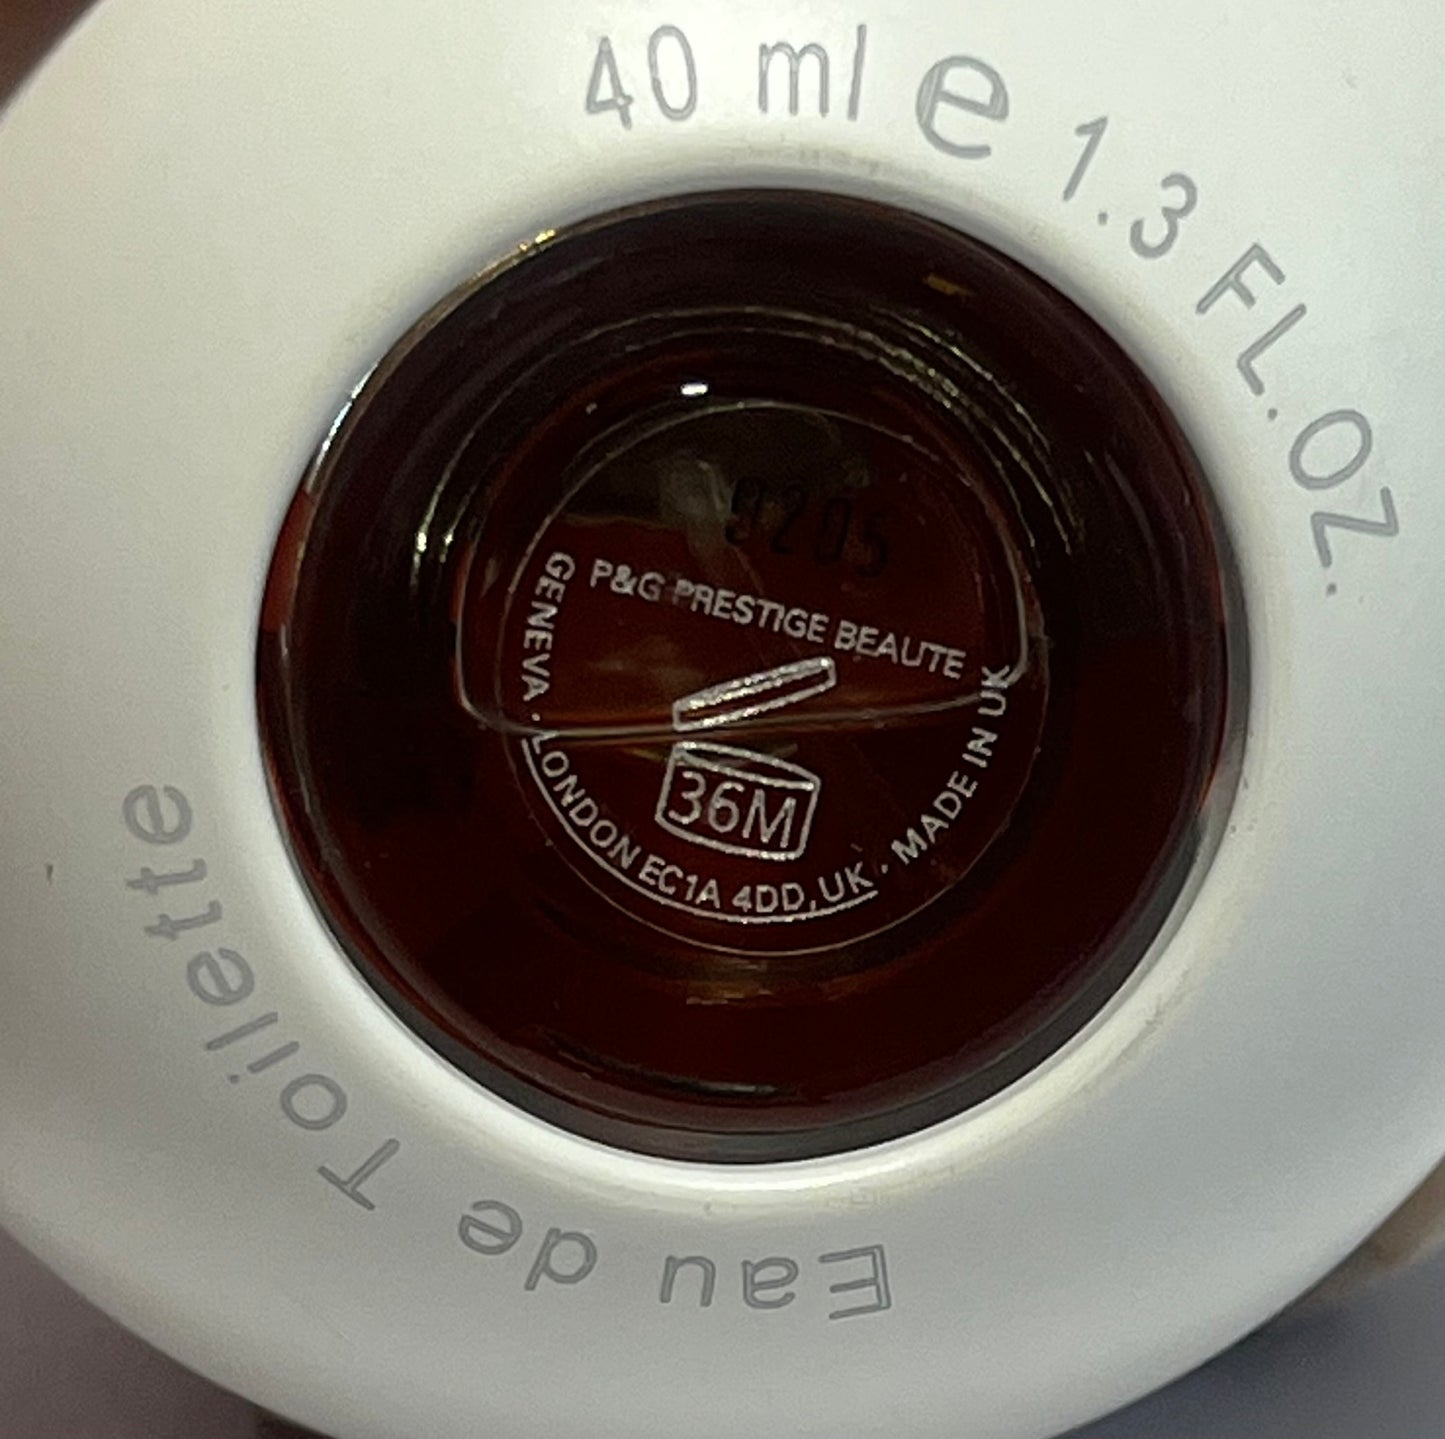 40 ml e 1.3 FL.OZ.
9205
P&G PRESTIGE BEAUTE
GENEVA · LONDON EC1A 4DD, UK · MADE IN UK
36M
Eau de Toilette